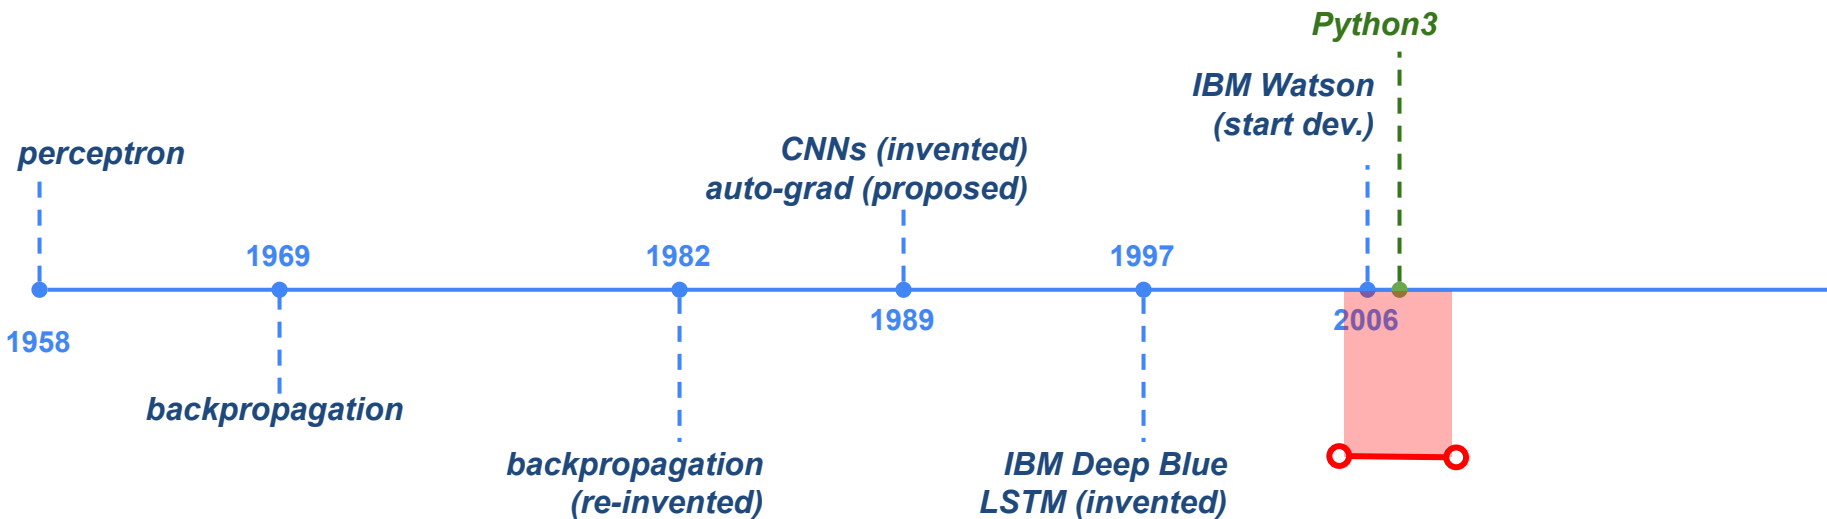 Python3
IBM Watson
(start dev.)
perceptron
CNNs (invented)
auto-grad (proposed)
1969
1982
1997
1958
1989
2006
backpropagation
backpropagation
(re-invented)
IBM Deep Blue
LSTM (invented)